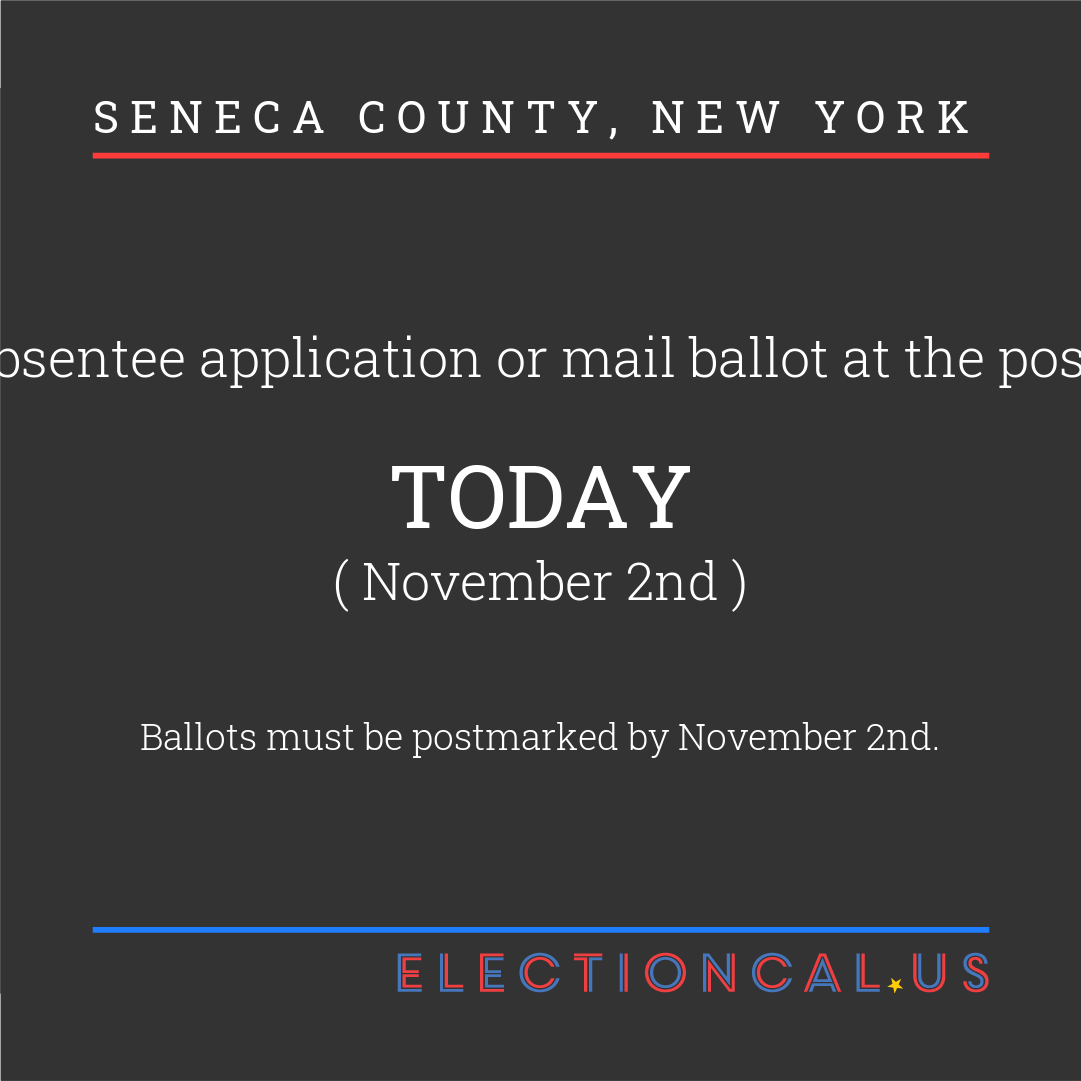 SENECA COUNTY, NEW YORK
bsentee application or mail ballot at the pos
TODAY
( November 2nd )
Ballots must be postmarked by November 2nd.
ELECTIONCAL.US